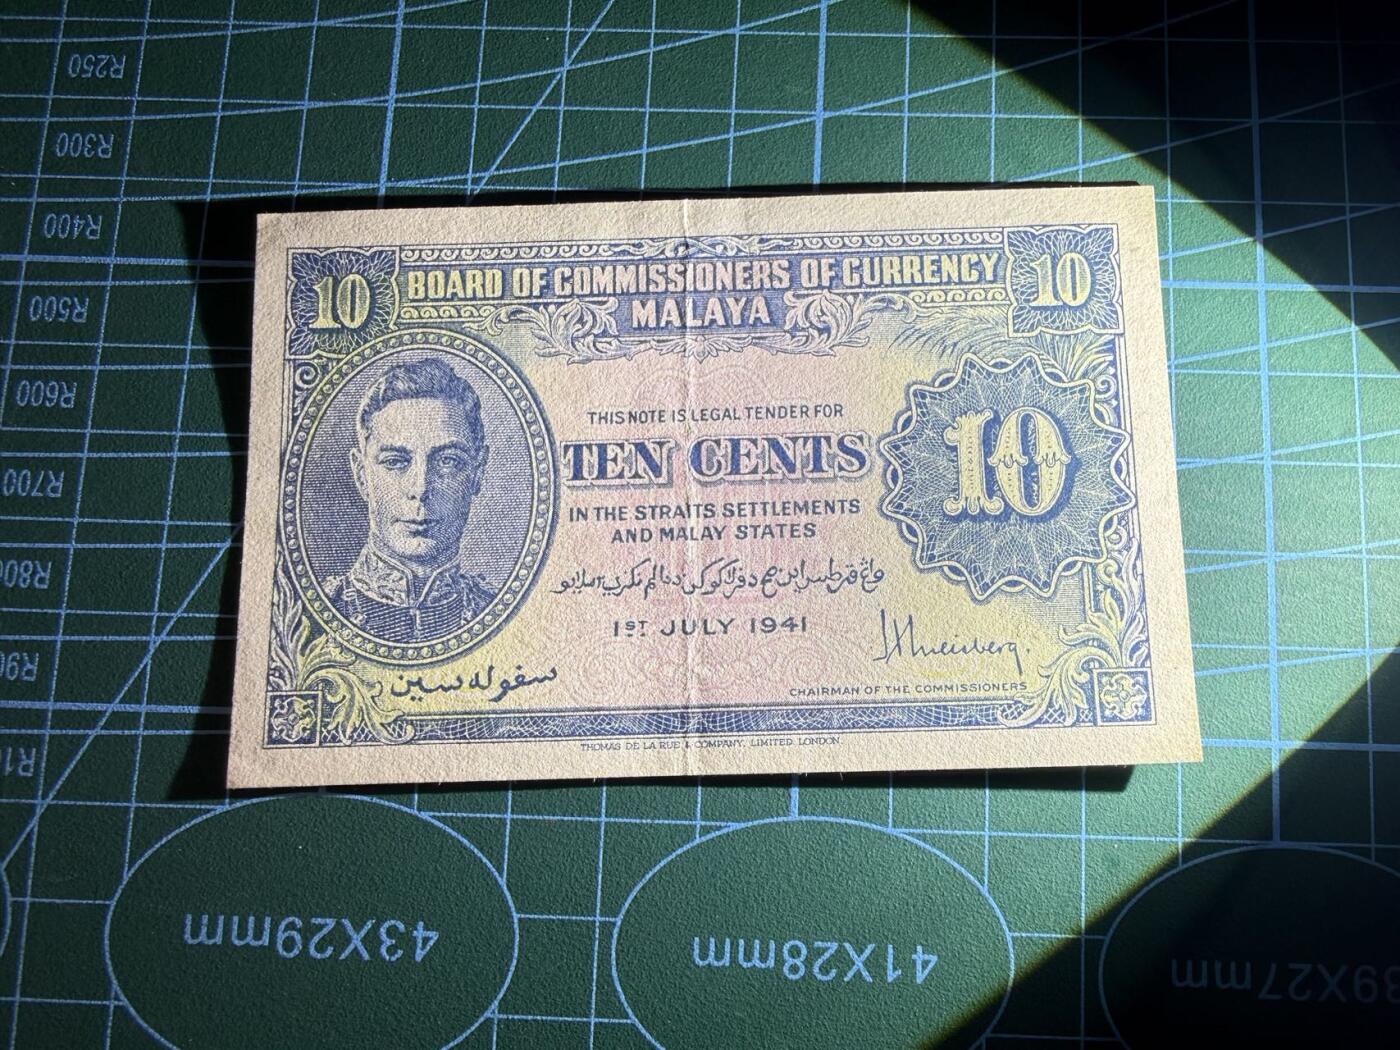 R250
R300
R400
R500
R600
R700
10 BOARD OF COMMISSIONERS OF CURRENCY 10
MALAYA
THIS NOTE IS LEGAL TENDER FOR
TEN CENTS
10
IN THE STRAITS SETTLEMENTS
AND MALAY STATES
1ST JULY 1941
سفوله سين
CHAIRMAN OF THE COMMISSIONERS
THOMAS DE LA RUE & COMPANY, LIMITED, LONDON.
43X29mm
41X28mm
39X27mm